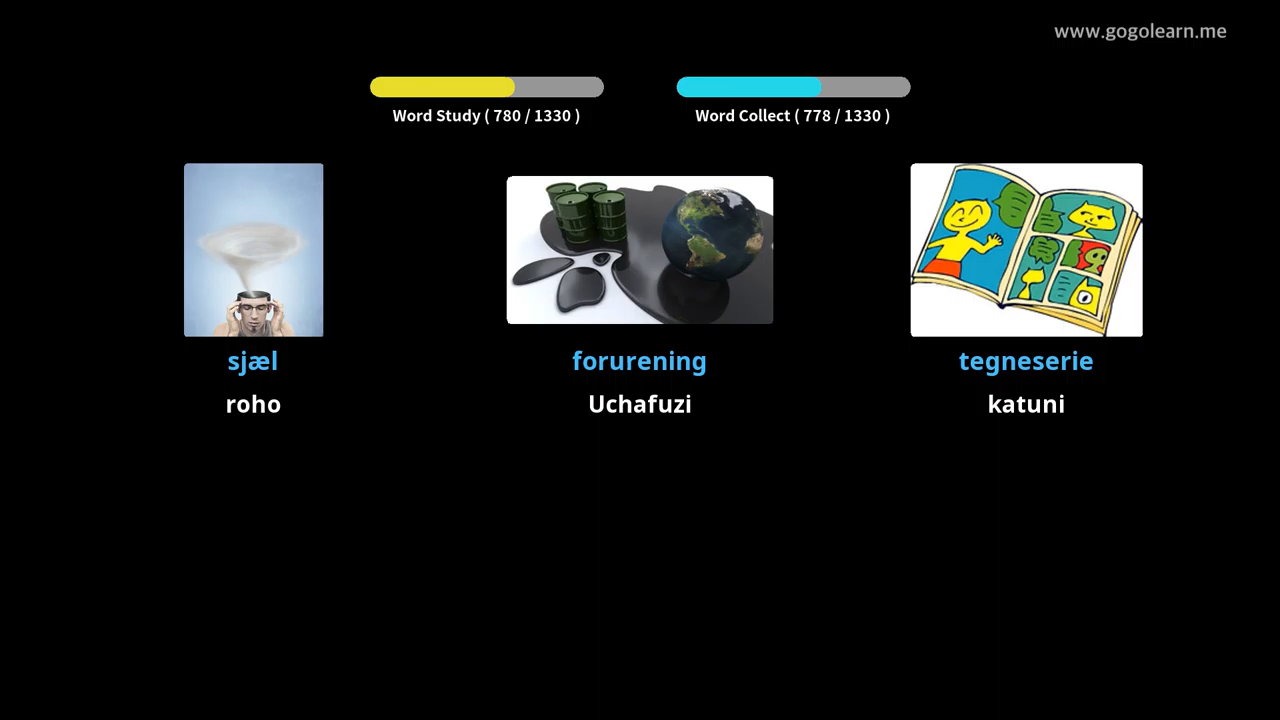 www.gogolearn.me
Word Study ( 780 / 1330 )
Word Collect ( 778 / 1330 )
sjæl
forurening
tegneserie
roho
Uchafuzi
katuni